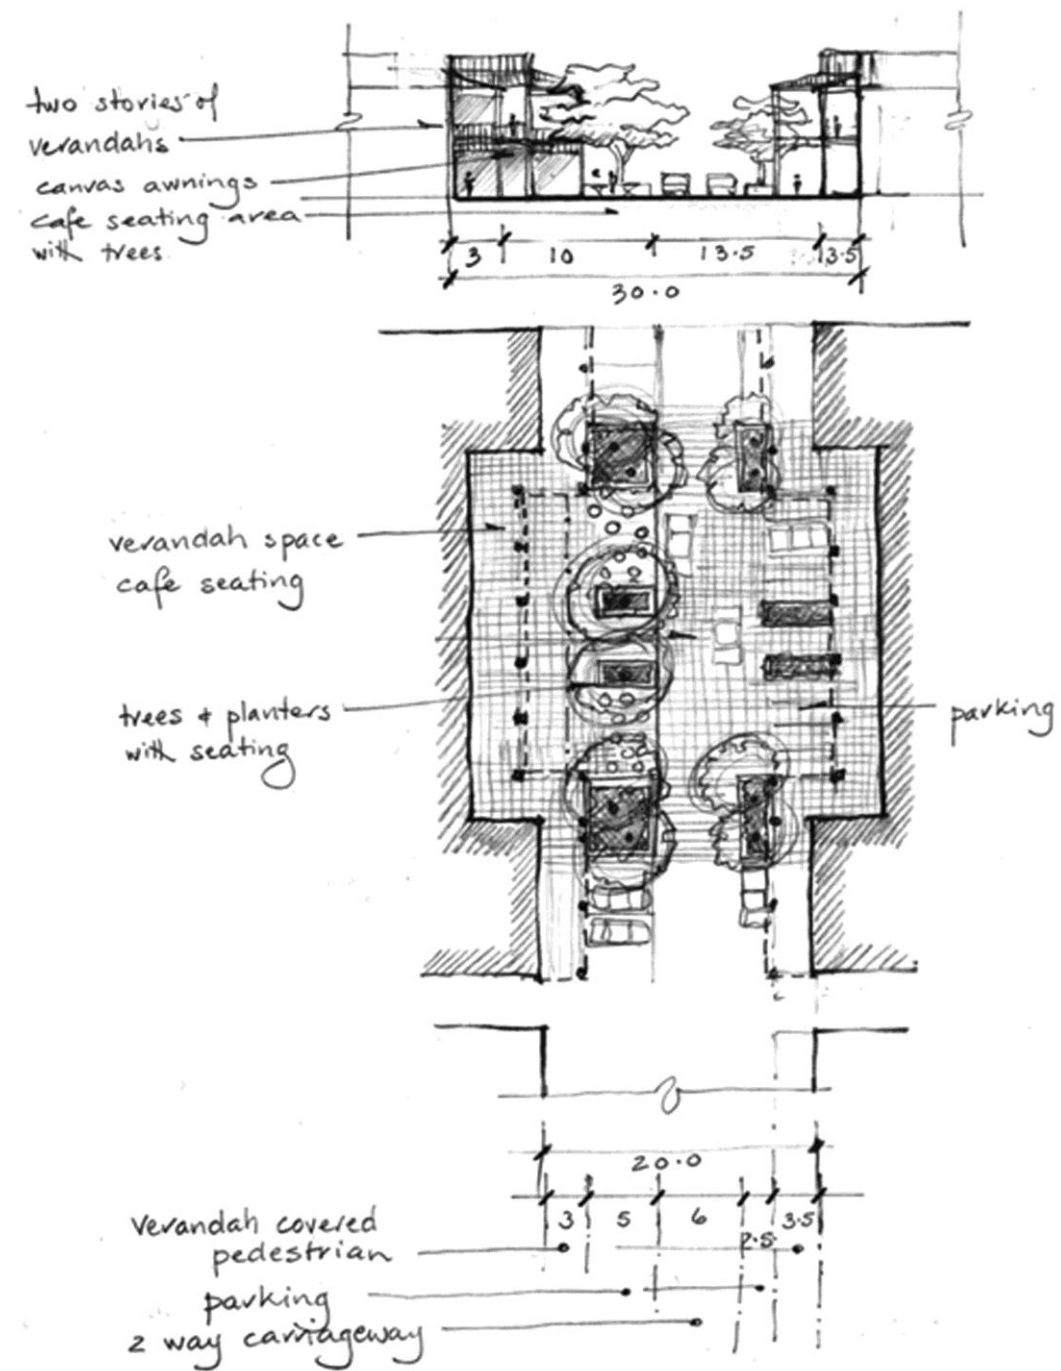 two stories of
verandahs
canvas awnings
cafe seating area
with trees
3 10 13.5 3.5
30.0
verandah space
cafe seating
trees + planters
with seating
parking
20.0
3 5 6 2.5 3.5
verandah covered
pedestrian
parking
2 way carriageway